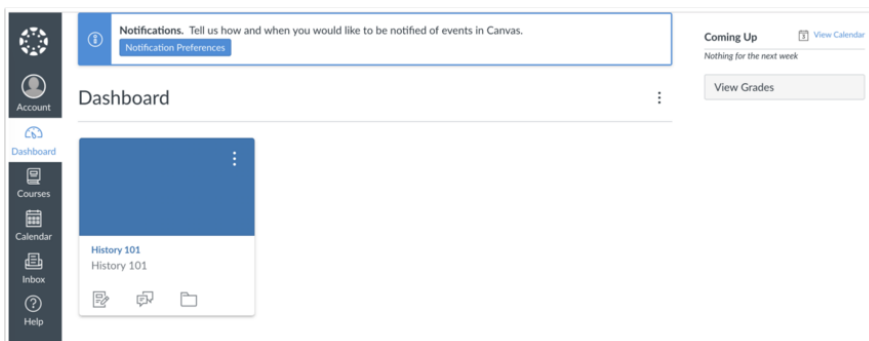 Account
Dashboard
Courses
Calendar
Inbox
Help
Notifications. Tell us how and when you would like to be notified of events in Canvas.
Notification Preferences
Dashboard
History 101
History 101
Coming Up
View Calendar
Nothing for the next week
View Grades